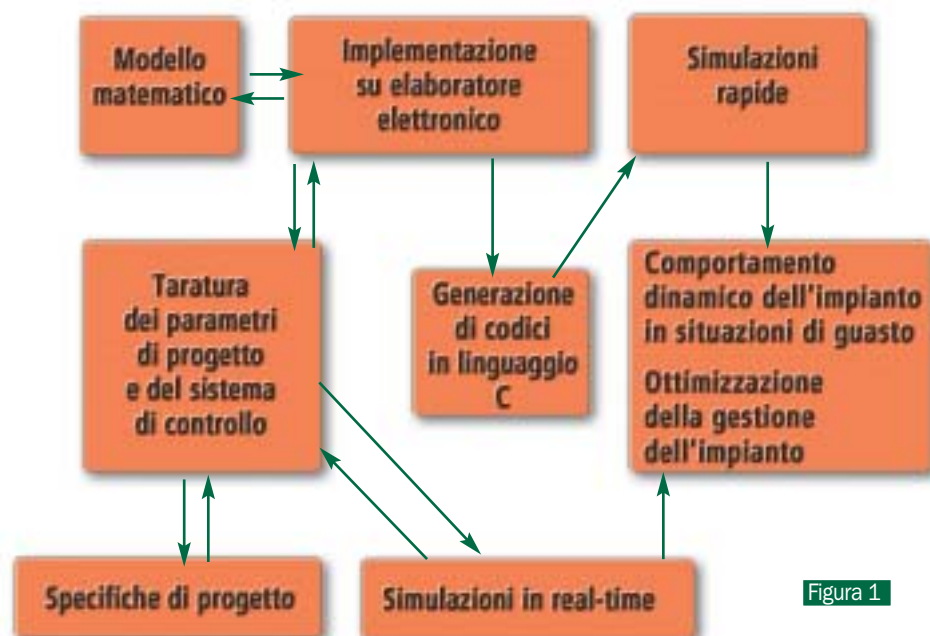 Modello
matematico
Implementazione
su elaboratore
elettronico
Simulazioni
rapide
Taratura
dei parametri
di progetto
e del sistema
di controllo
Generazione
di codici
in linguaggio
C
Comportamento
dinamico dell'impianto
in situazioni di guasto
Ottimizzazione
della gestione
dell'impianto
Specifiche di progetto
Simulazioni in real-time
Figura 1